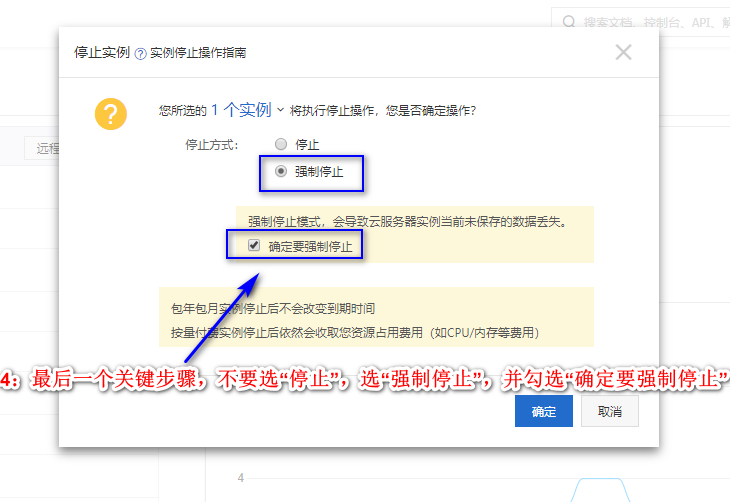 搜索文档、控制台、API、解
停止实例 ? 实例停止操作指南
? 您所选的 1 个实例 将执行停止操作，您是否确定操作?
远程
停止方式： 停止
强制停止
强制停止模式，会导致云服务器实例当前未保存的数据丢失。
确定要强制停止
包年包月实例停止后不会改变到期时间
按量付费实例停止后依然会收取您资源占用费用（如CPU/内存等费用）
4：最后一个关键步骤，不要选“停止”，选“强制停止”，并勾选“确定要强制停止”
确定 取消
4